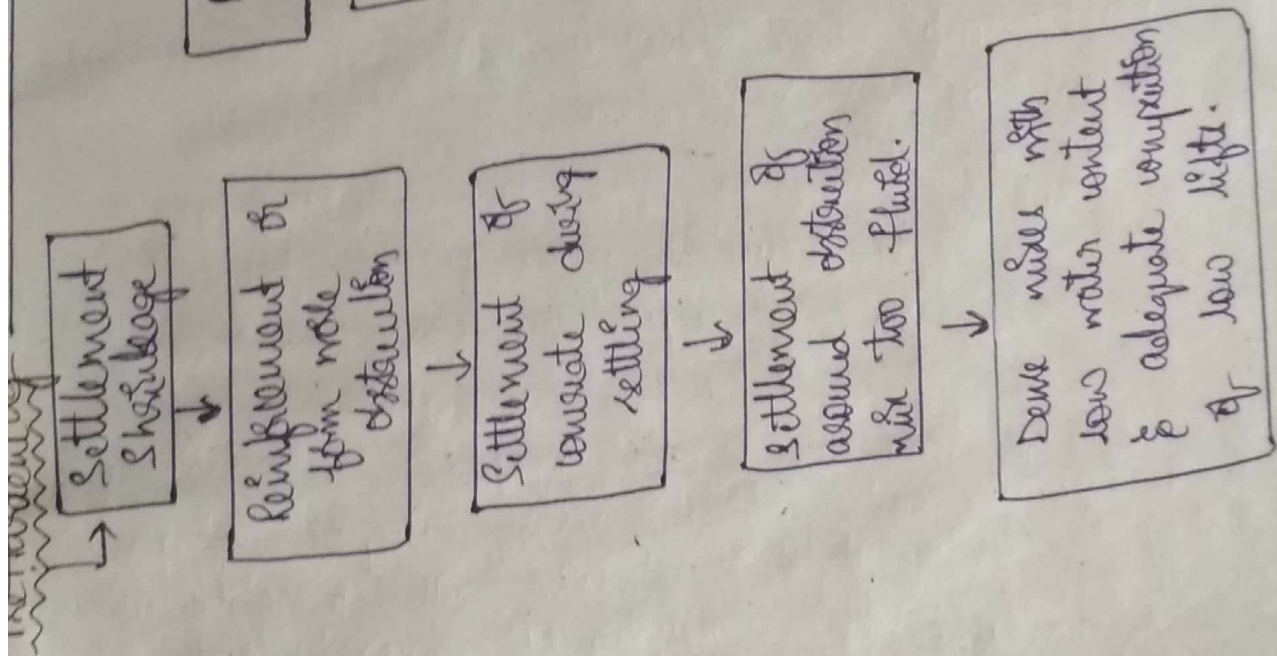 Settlement
Shrinkage
Reinforcement or
form work
obstruction
Settlement of
concrete during
settling
Settlement of
around obstruction
mix too fluid.
Dense mixes with
low water content
& adequate compaction
of low lifts.